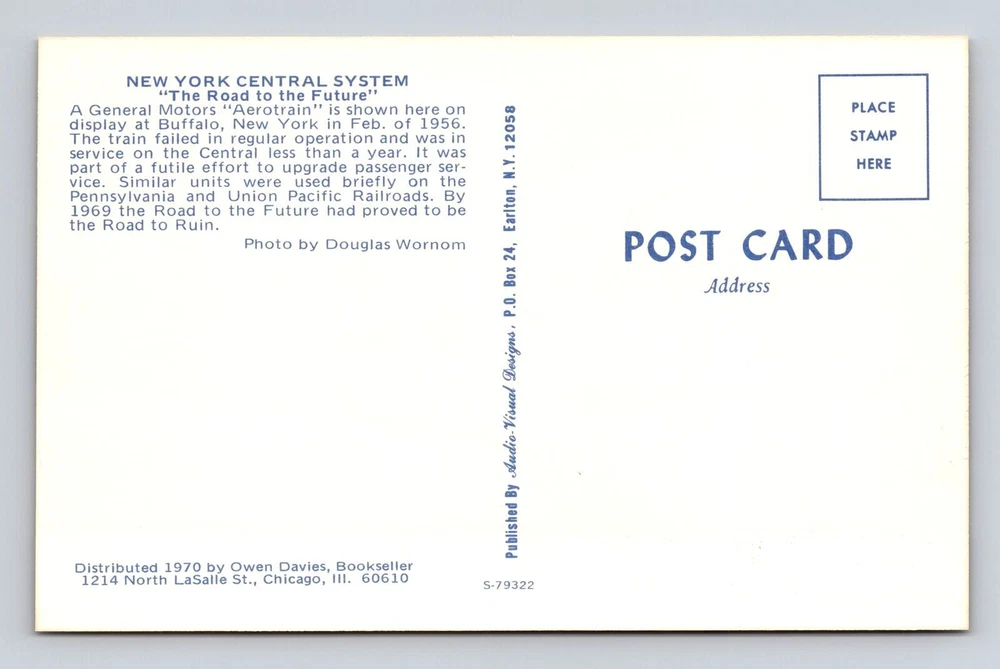 NEW YORK CENTRAL SYSTEM
"The Road to the Future"
A General Motors "Aerotrain" is shown here on
display at Buffalo, New York in Feb. of 1956.
The train failed in regular operation and was in
service on the Central less than a year. It was
part of a futile effort to upgrade passenger ser-
vice. Similar units were used briefly on the
Pennsylvania and Union Pacific Railroads. By
1969 the Road to the Future had proved to be
the Road to Ruin.
Photo by Douglas Wornom
Distributed 1970 by Owen Davies, Bookseller
1214 North LaSalle St., Chicago, Ill. 60610
Published By Audio-Visual Designs, P.O. Box 24, Earlton, N.Y. 12058
S-79322
PLACE
STAMP
HERE
POST CARD
Address